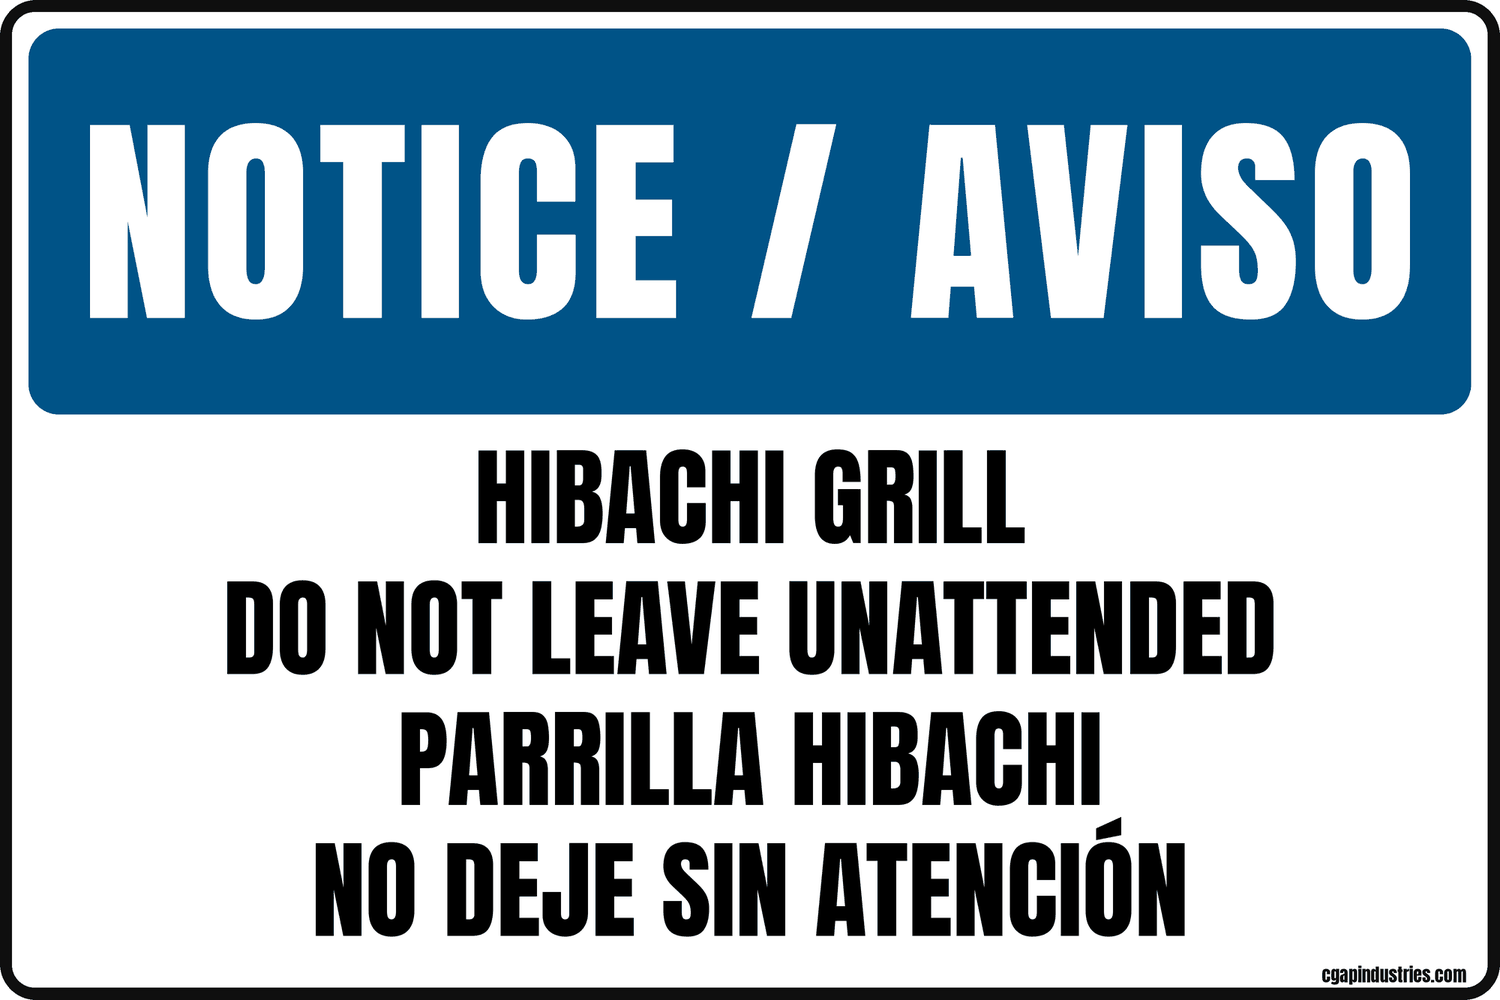 NOTICE / AVISO
HIBACHI GRILL
DO NOT LEAVE UNATTENDED
PARRILLA HIBACHI
NO DEJE SIN ATENCIÓN
cgapindustries.com